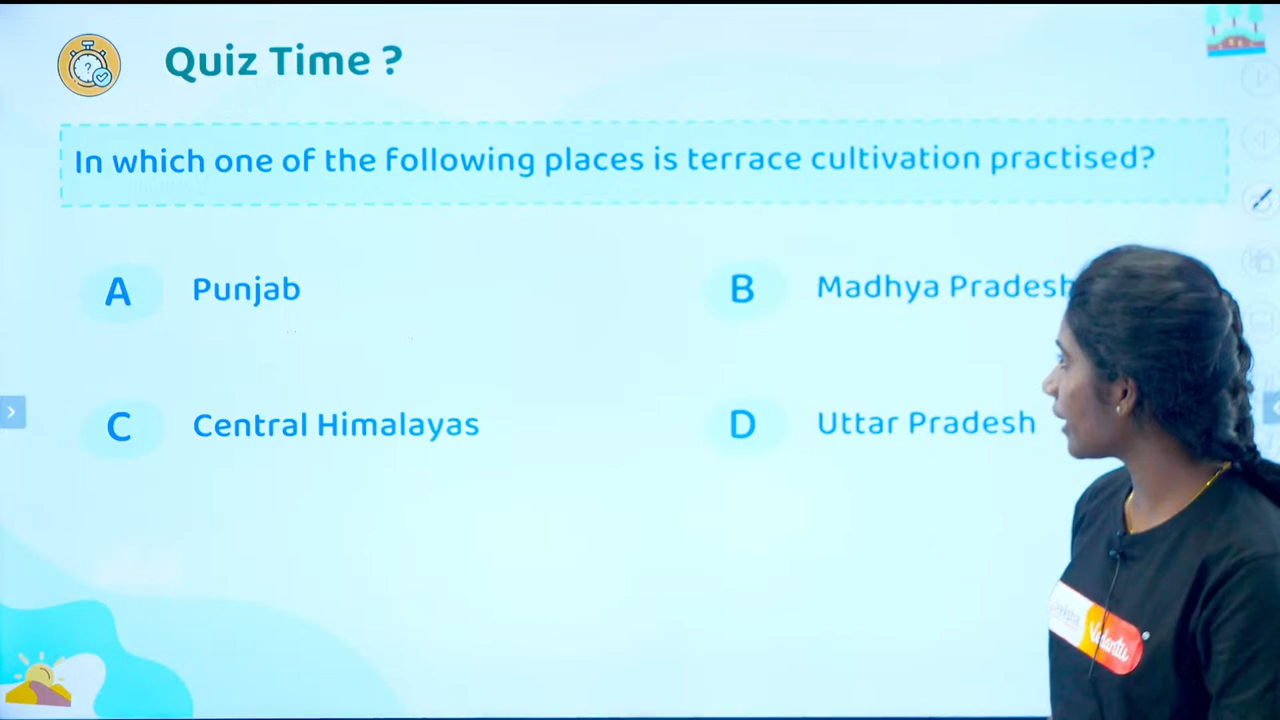 Quiz Time ?
In which one of the following places is terrace cultivation practised?
A Punjab
B Madhya Pradesh
C Central Himalayas
D Uttar Pradesh
Vedantu